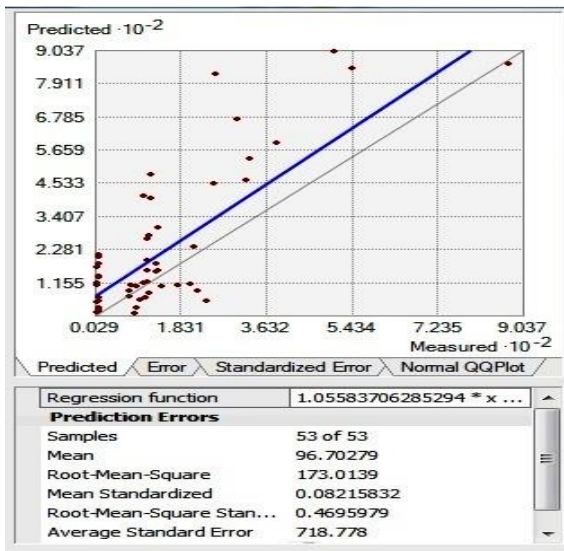 Predicted ·10-2
9.037
7.911
6.785
5.659
4.533
3.407
2.281
1.155
0.029 1.831 3.632 5.434 7.235 9.037
Measured ·10-2
Predicted Error Standardized Error Normal QQPlot
Regression function 1.05583706285294 * x ...
Prediction Errors
Samples 53 of 53
Mean 96.70279
Root-Mean-Square 173.0139
Mean Standardized 0.08215832
Root-Mean-Square Stan... 0.4695979
Average Standard Error 718.778